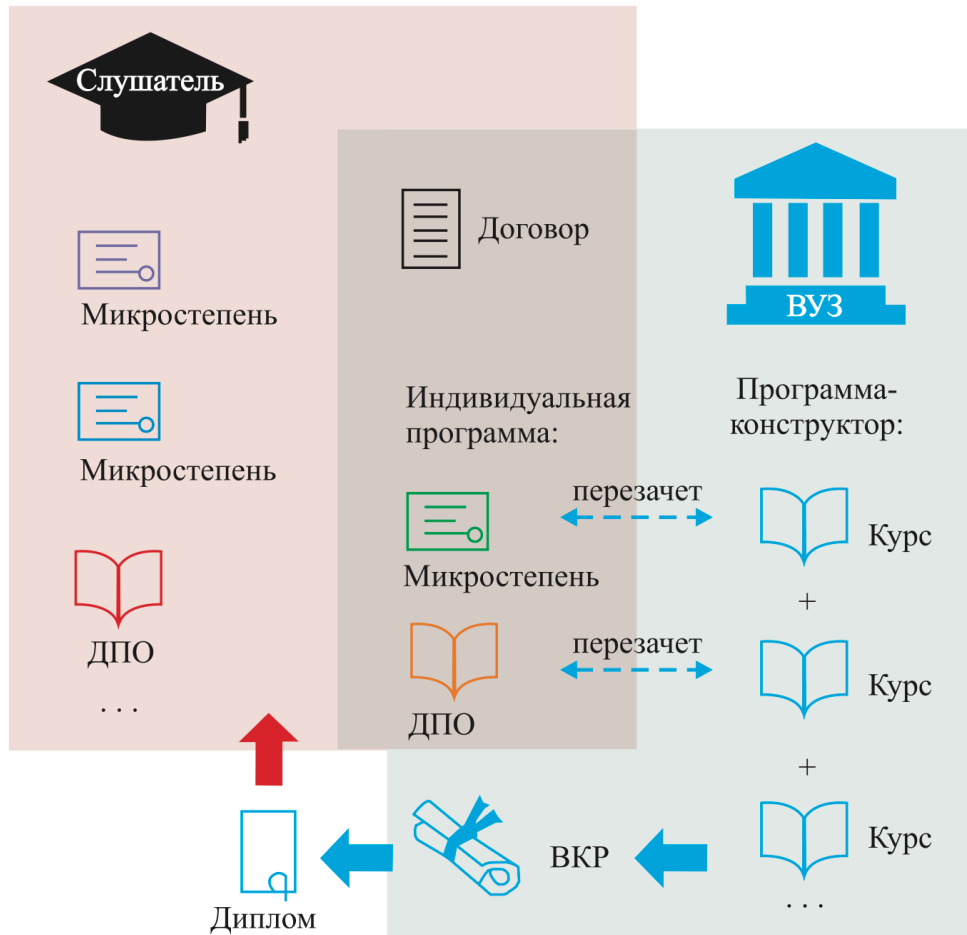 Слушатель
Микростепень
Микростепень
ДПО
. . .
Договор
Индивидуальная
программа:
Микростепень
ДПО
перезачет
перезачет
ВУЗ
Программа-
конструктор:
Курс
+
Курс
+
Курс
. . .
ВКР
Диплом